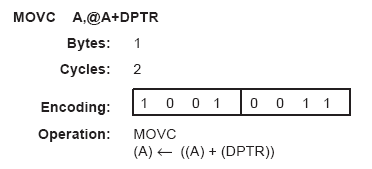 MOVC A,@A+DPTR
Bytes: 1
Cycles: 2
Encoding: 1 0 0 1 0 0 1 1
Operation: MOVC
(A) ← ((A) + (DPTR))